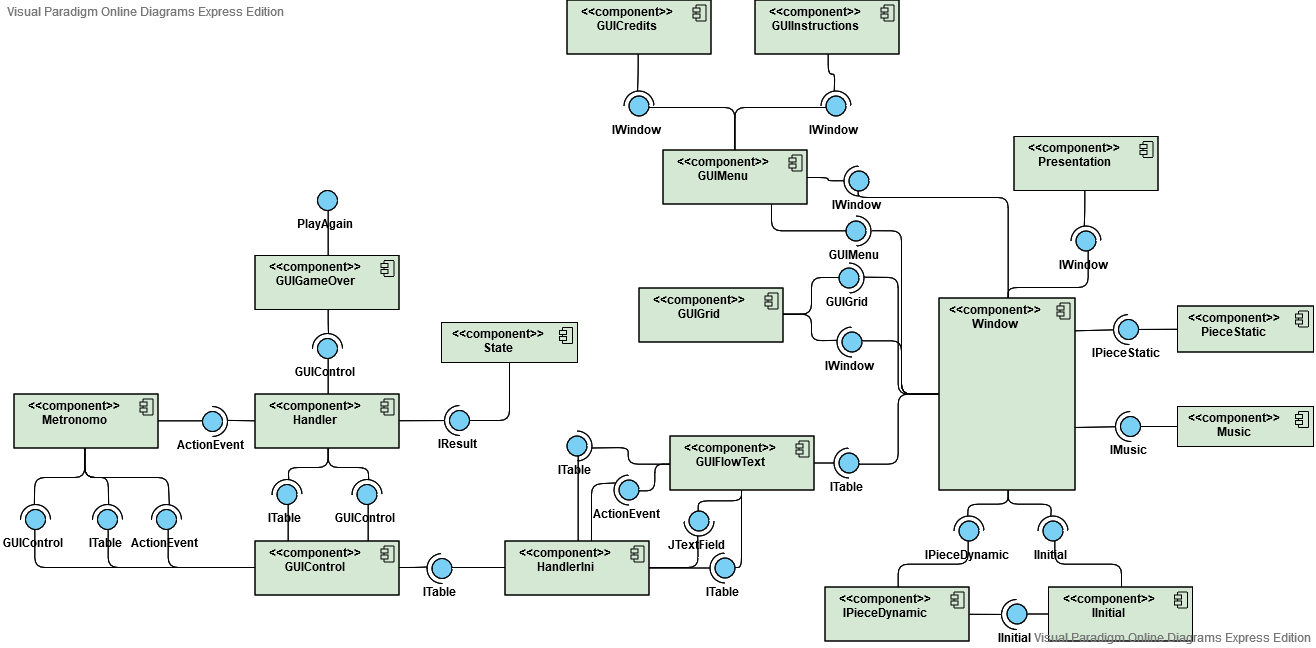 Visual Paradigm Online Diagrams Express Edition
<<component>>
GUICredits
<<component>>
GUIInstructions
IWindow
IWindow
<<component>>
GUIMenu
<<component>>
Presentation
IWindow
PlayAgain
GUIMenu
IWindow
<<component>>
GUIGameOver
<<component>>
GUIGrid
GUIGrid
<<component>>
Window
<<component>>
PieceStatic
<<component>>
State
IPieceStatic
GUIControl
IWindow
<<component>>
Metronomo
<<component>>
Handler
ActionEvent
IResult
<<component>>
Music
IMusic
<<component>>
GUIFlowText
ITable
ITable
ITable
GUIControl
ActionEvent
GUIControl
ITable
ActionEvent
JTextField
<<component>>
GUIControl
<<component>>
HandlerIni
IPieceDynamic
IInitial
ITable
ITable
<<component>>
IPieceDynamic
<<component>>
IInitial
IInitial
Visual Paradigm Online Diagrams Express Edition